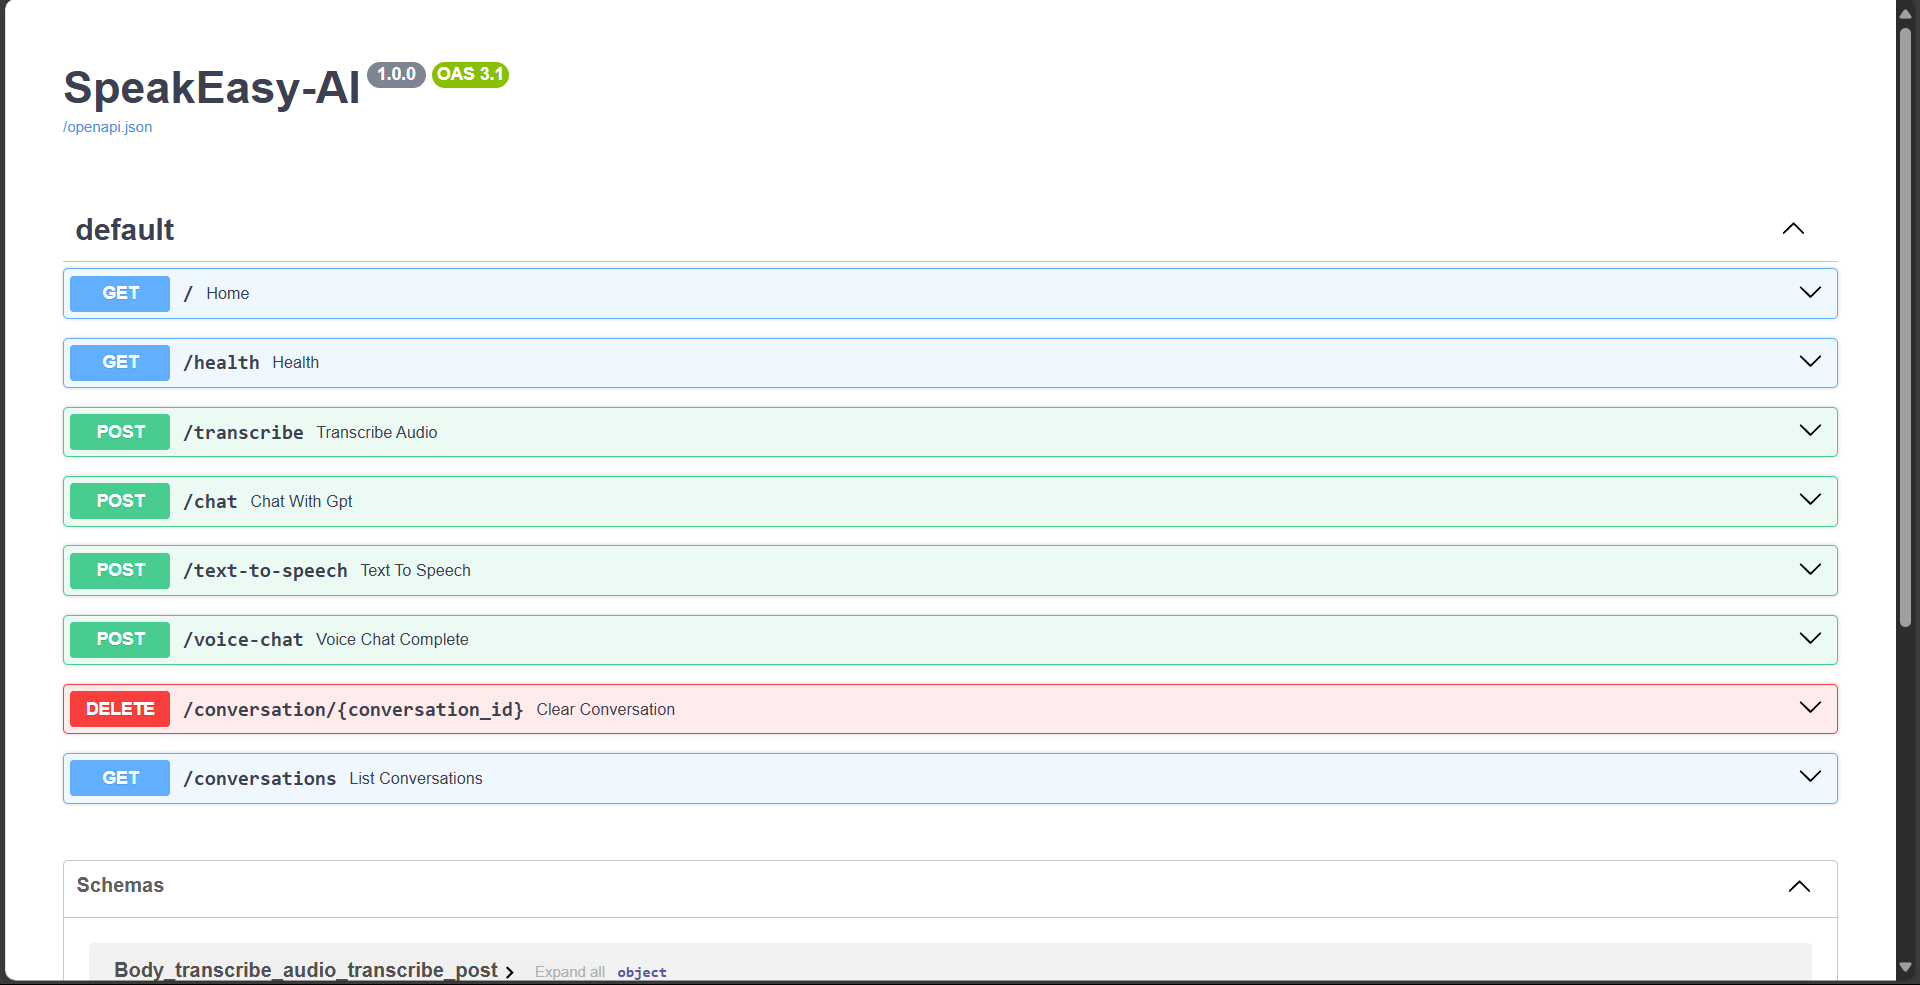 SpeakEasy-AI 1.0.0 OAS 3.1
/openapi.json
default
GET / Home
GET /health Health
POST /transcribe Transcribe Audio
POST /chat Chat With Gpt
POST /text-to-speech Text To Speech
POST /voice-chat Voice Chat Complete
DELETE /conversation/{conversation_id} Clear Conversation
GET /conversations List Conversations
Schemas
Body_transcribe_audio_transcribe_post Expand all object